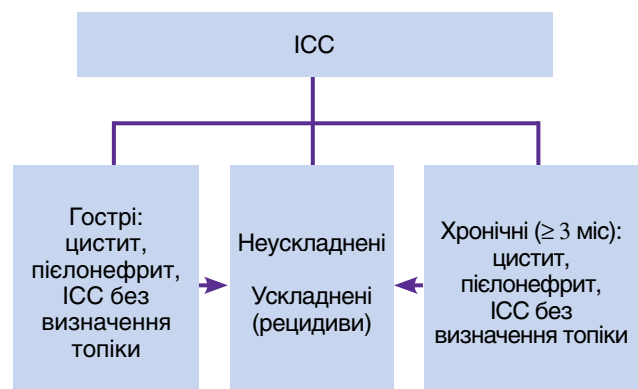 ІСС
Гострі:
цистит,
пієлонефрит,
ІСС без
визначення
топіки
Неускладнені
Ускладнені
(рецидиви)
Хронічні (≥ 3 міс):
цистит,
пієлонефрит,
ІСС без
визначення топіки